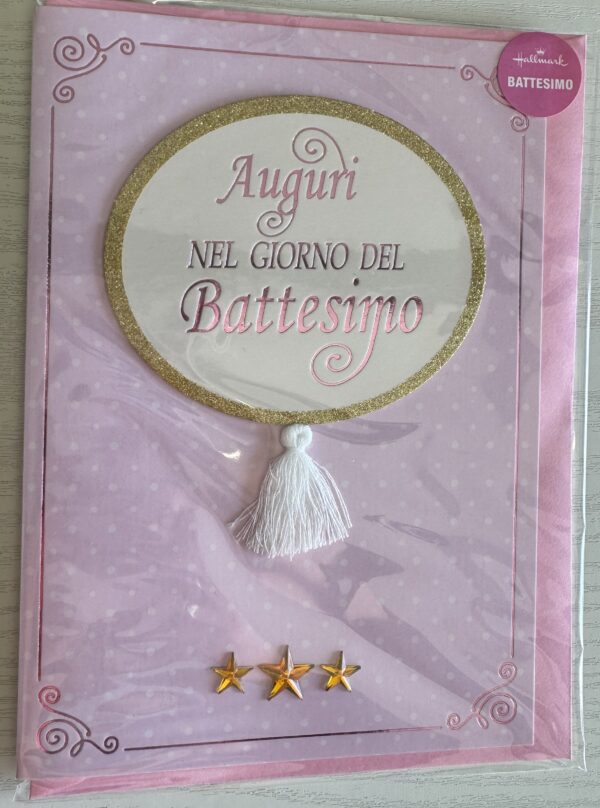 Hallmark
BATTESIMO
Auguri
NEL GIORNO DEL
Battesimo